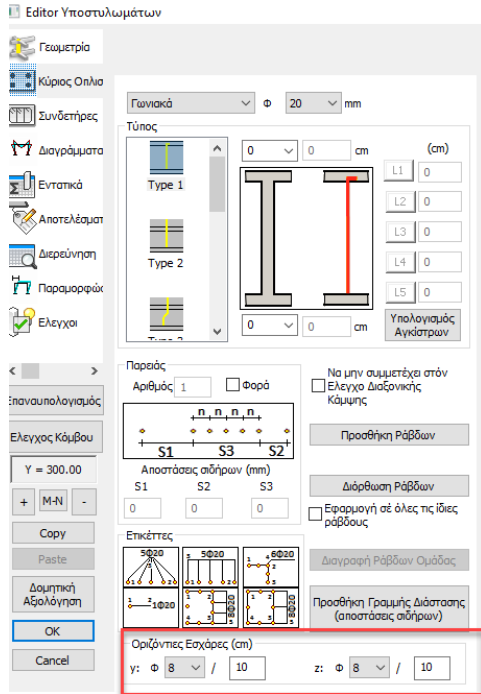 Editor Υποστυλωμάτων
Γεωμετρία
Κύριος Οπλισ
Συνδετήρες
Διαγράμματα
Εντατικά
Αποτελέσματ
Διερεύνηση
Παραμορφώ
Ελεγχοι
Επαναυπολογισμός
Ελεγχος Κόμβου
Y = 300.00
+ M-N -
Copy
Paste
Δομητική
Αξιολόγηση
OK
Cancel
Γωνιακά Φ 20 mm
Τύπος
Type 1
Type 2
0 0 cm
0 0 cm
(cm)
L1 0
L2 0
L3 0
L4 0
L5 0
Υπολογισμός
Αγκίστρων
Παρειάς
Αριθμός 1 Φορά
n n n n
S1 S3 S2
Αποστάσεις σιδήρων (mm)
S1 S2 S3
0 0 0
Να μην συμμετέχει στόν
Ελεγχο Διαξονικής
Κάμψης
Προσθήκη Ράβδων
Διόρθωση Ράβδων
Εφαρμογή σέ όλες τις ίδιες
ράβδους
Ετικέττες
5Φ20 5Φ20 6Φ20
1Φ20 8Φ20 8Φ20
Διαγραφή Ράβδων Ομάδας
Προσθήκη Γραμμής Διάστασης
(αποστάσεις σιδήρων)
Οριζόντιες Εσχάρες (cm)
y: Φ 8 / 10 z: Φ 8 / 10